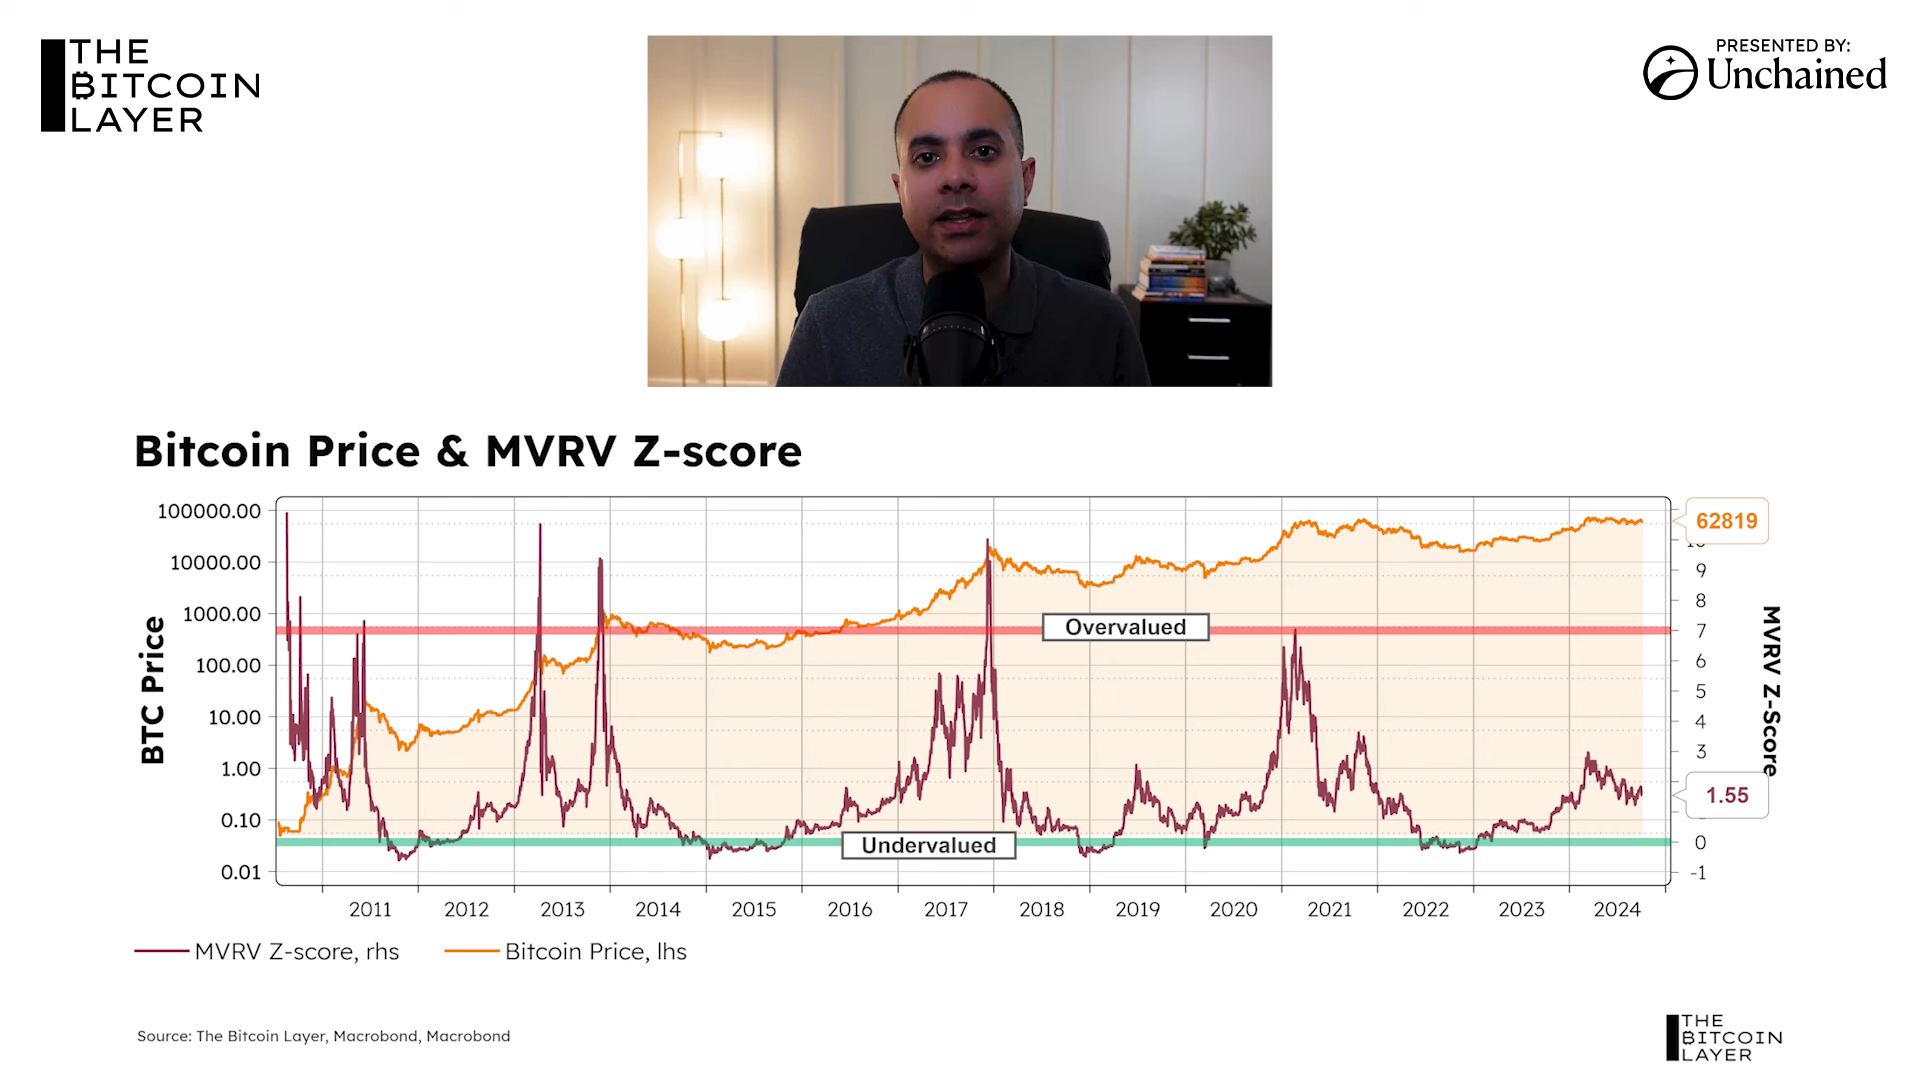 THE
BITCOIN
LAYER
PRESENTED BY:
Unchained
Bitcoin Price & MVRV Z-score
BTC Price
100000.00
10000.00
1000.00
100.00
10.00
1.00
0.10
0.01
Overvalued
Undervalued
62819
9
8
7
6
5
4
3
1.55
0
-1
MVRV Z-Score
2011 2012 2013 2014 2015 2016 2017 2018 2019 2020 2021 2022 2023 2024
MVRV Z-score, rhs Bitcoin Price, lhs
Source: The Bitcoin Layer, Macrobond, Macrobond
THE
BITCOIN
LAYER